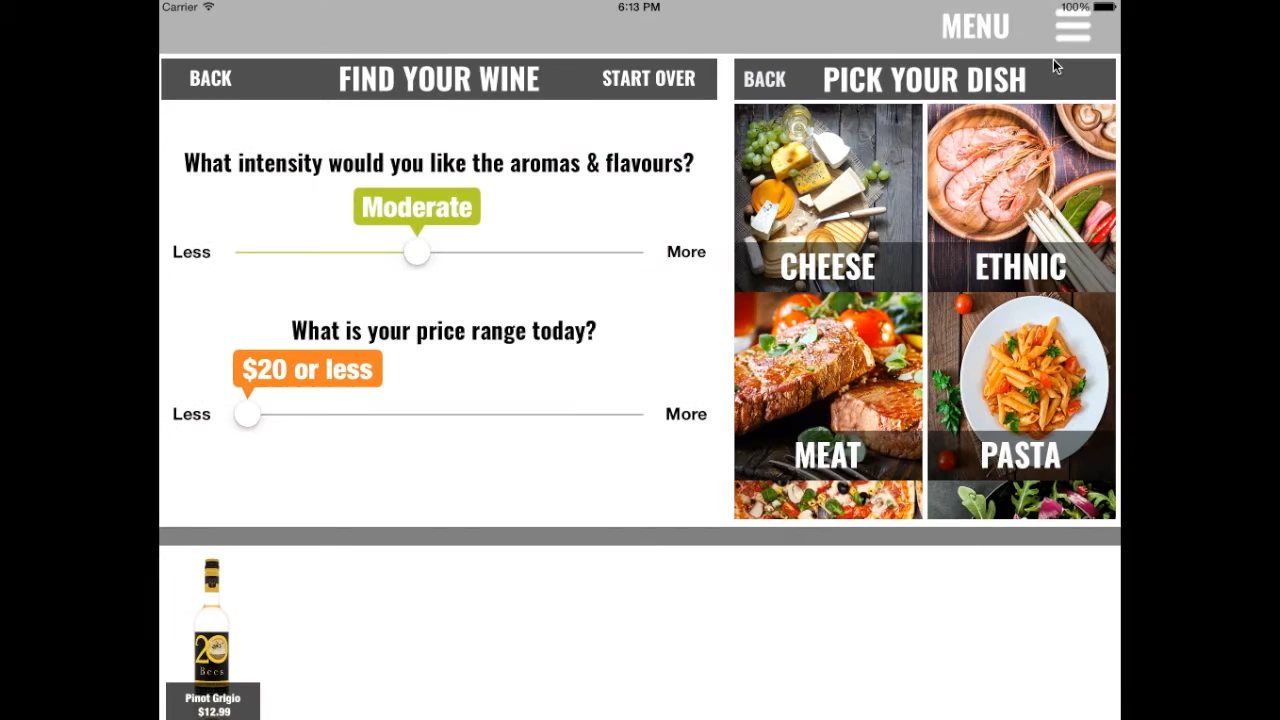 Carrier 6:13 PM 100%
MENU
BACK FIND YOUR WINE START OVER
BACK PICK YOUR DISH
What intensity would you like the aromas & flavours?
Moderate
Less More
What is your price range today?
$20 or less
Less More
CHEESE ETHNIC
MEAT PASTA
20
Bees
Pinot Grigio
$12.99